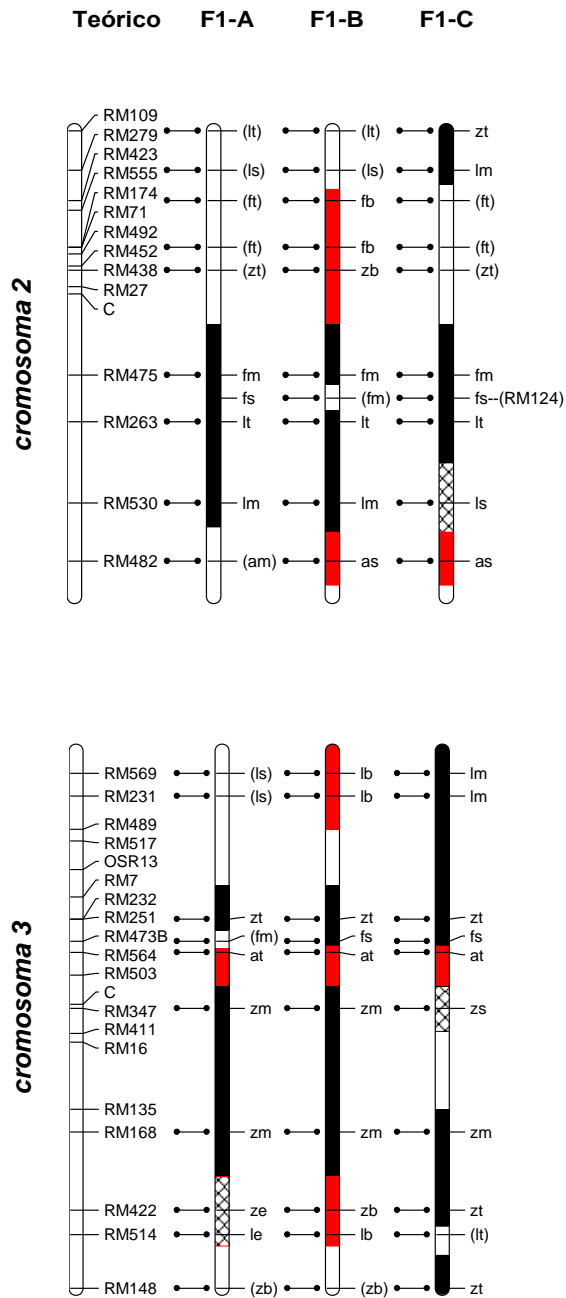 Teórico F1-A F1-B F1-C
cromosoma 2
RM109 (lt) (lt) zt
RM279 (ls) (ls) lm
RM423 (ft) fb (ft)
RM555
RM174 (ft) fb (ft)
RM71
RM492
RM452
RM438 (zt) zb (zt)
RM27
C
RM475 fm fm fm
fs (fm) fs--(RM124)
RM263 lt lt lt
RM530 lm lm ls
RM482 (am) as as
cromosoma 3
RM569 (ls) lb lm
RM231 (ls) lb lm
RM489
RM517
OSR13
RM7
RM232
RM251 zt zt zt
RM473B (fm) fs fs
RM564 at at at
RM503
C
RM347 zm zm zs
RM411
RM16
RM135
RM168 zm zm zm
RM422 ze zb zt
RM514 le lb (lt)
RM148 (zb) (zb) zt